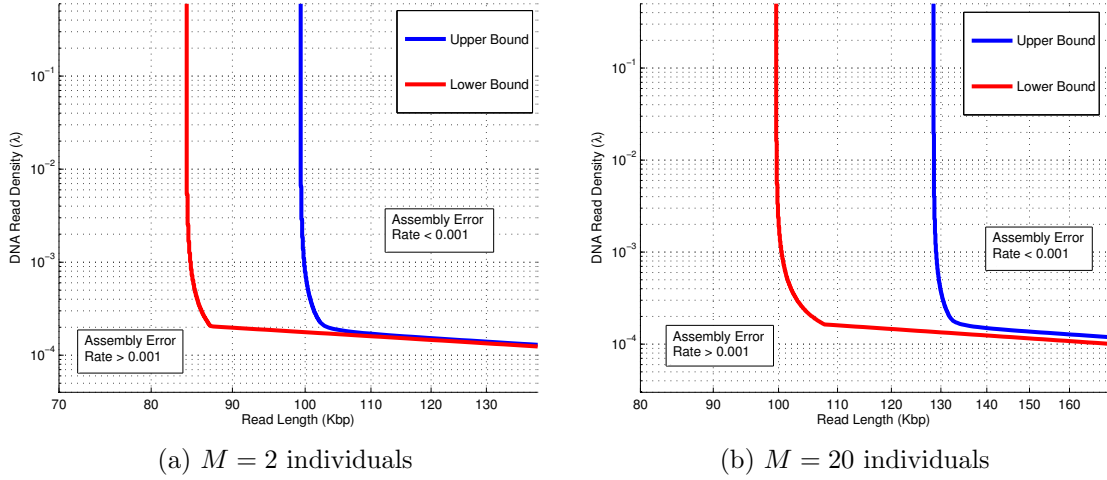 Upper Bound
Lower Bound
Assembly Error
Rate < 0.001
Assembly Error
Rate > 0.001
10⁻¹
10⁻²
10⁻³
10⁻⁴
DNA Read Density (λ)
70 80 90 100 110 120 130
Read Length (Kbp)
(a) M = 2 individuals
Upper Bound
Lower Bound
Assembly Error
Rate < 0.001
Assembly Error
Rate > 0.001
10⁻¹
10⁻²
10⁻³
10⁻⁴
DNA Read Density (λ)
80 90 100 110 120 130 140 150 160
Read Length (Kbp)
(b) M = 20 individuals